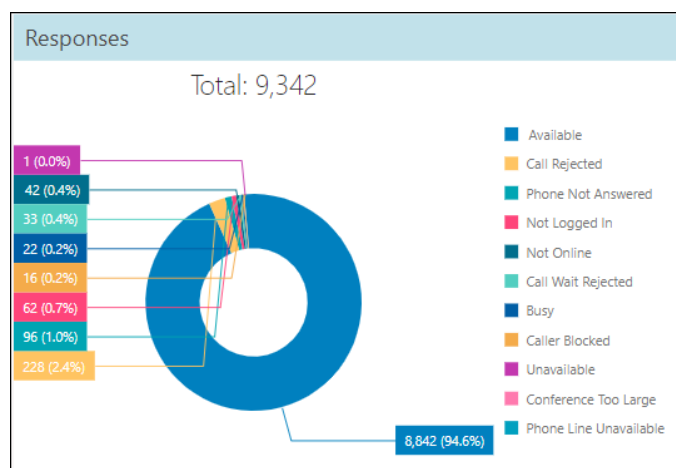 Responses
Total: 9,342
1 (0.0%)
42 (0.4%)
33 (0.4%)
22 (0.2%)
16 (0.2%)
62 (0.7%)
96 (1.0%)
228 (2.4%)
8,842 (94.6%)
Available
Call Rejected
Phone Not Answered
Not Logged In
Not Online
Call Wait Rejected
Busy
Caller Blocked
Unavailable
Conference Too Large
Phone Line Unavailable